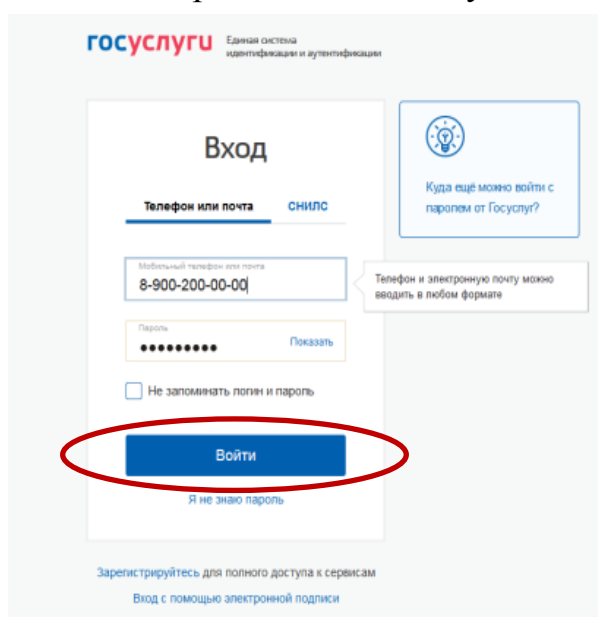 госуслуги
Единая система
идентификации и аутентификации
Вход
Телефон или почта СНИЛС
Мобильный телефон или почта
8-900-200-00-00
Пароль
●●●●●●●●● Показать
Не запоминать логин и пароль
Войти
Я не знаю пароль
Куда ещё можно войти с
паролем от Госуслуг?
Телефон и электронную почту можно
вводить в любом формате
Зарегистрируйтесь для полного доступа к сервисам
Вход с помощью электронной подписи